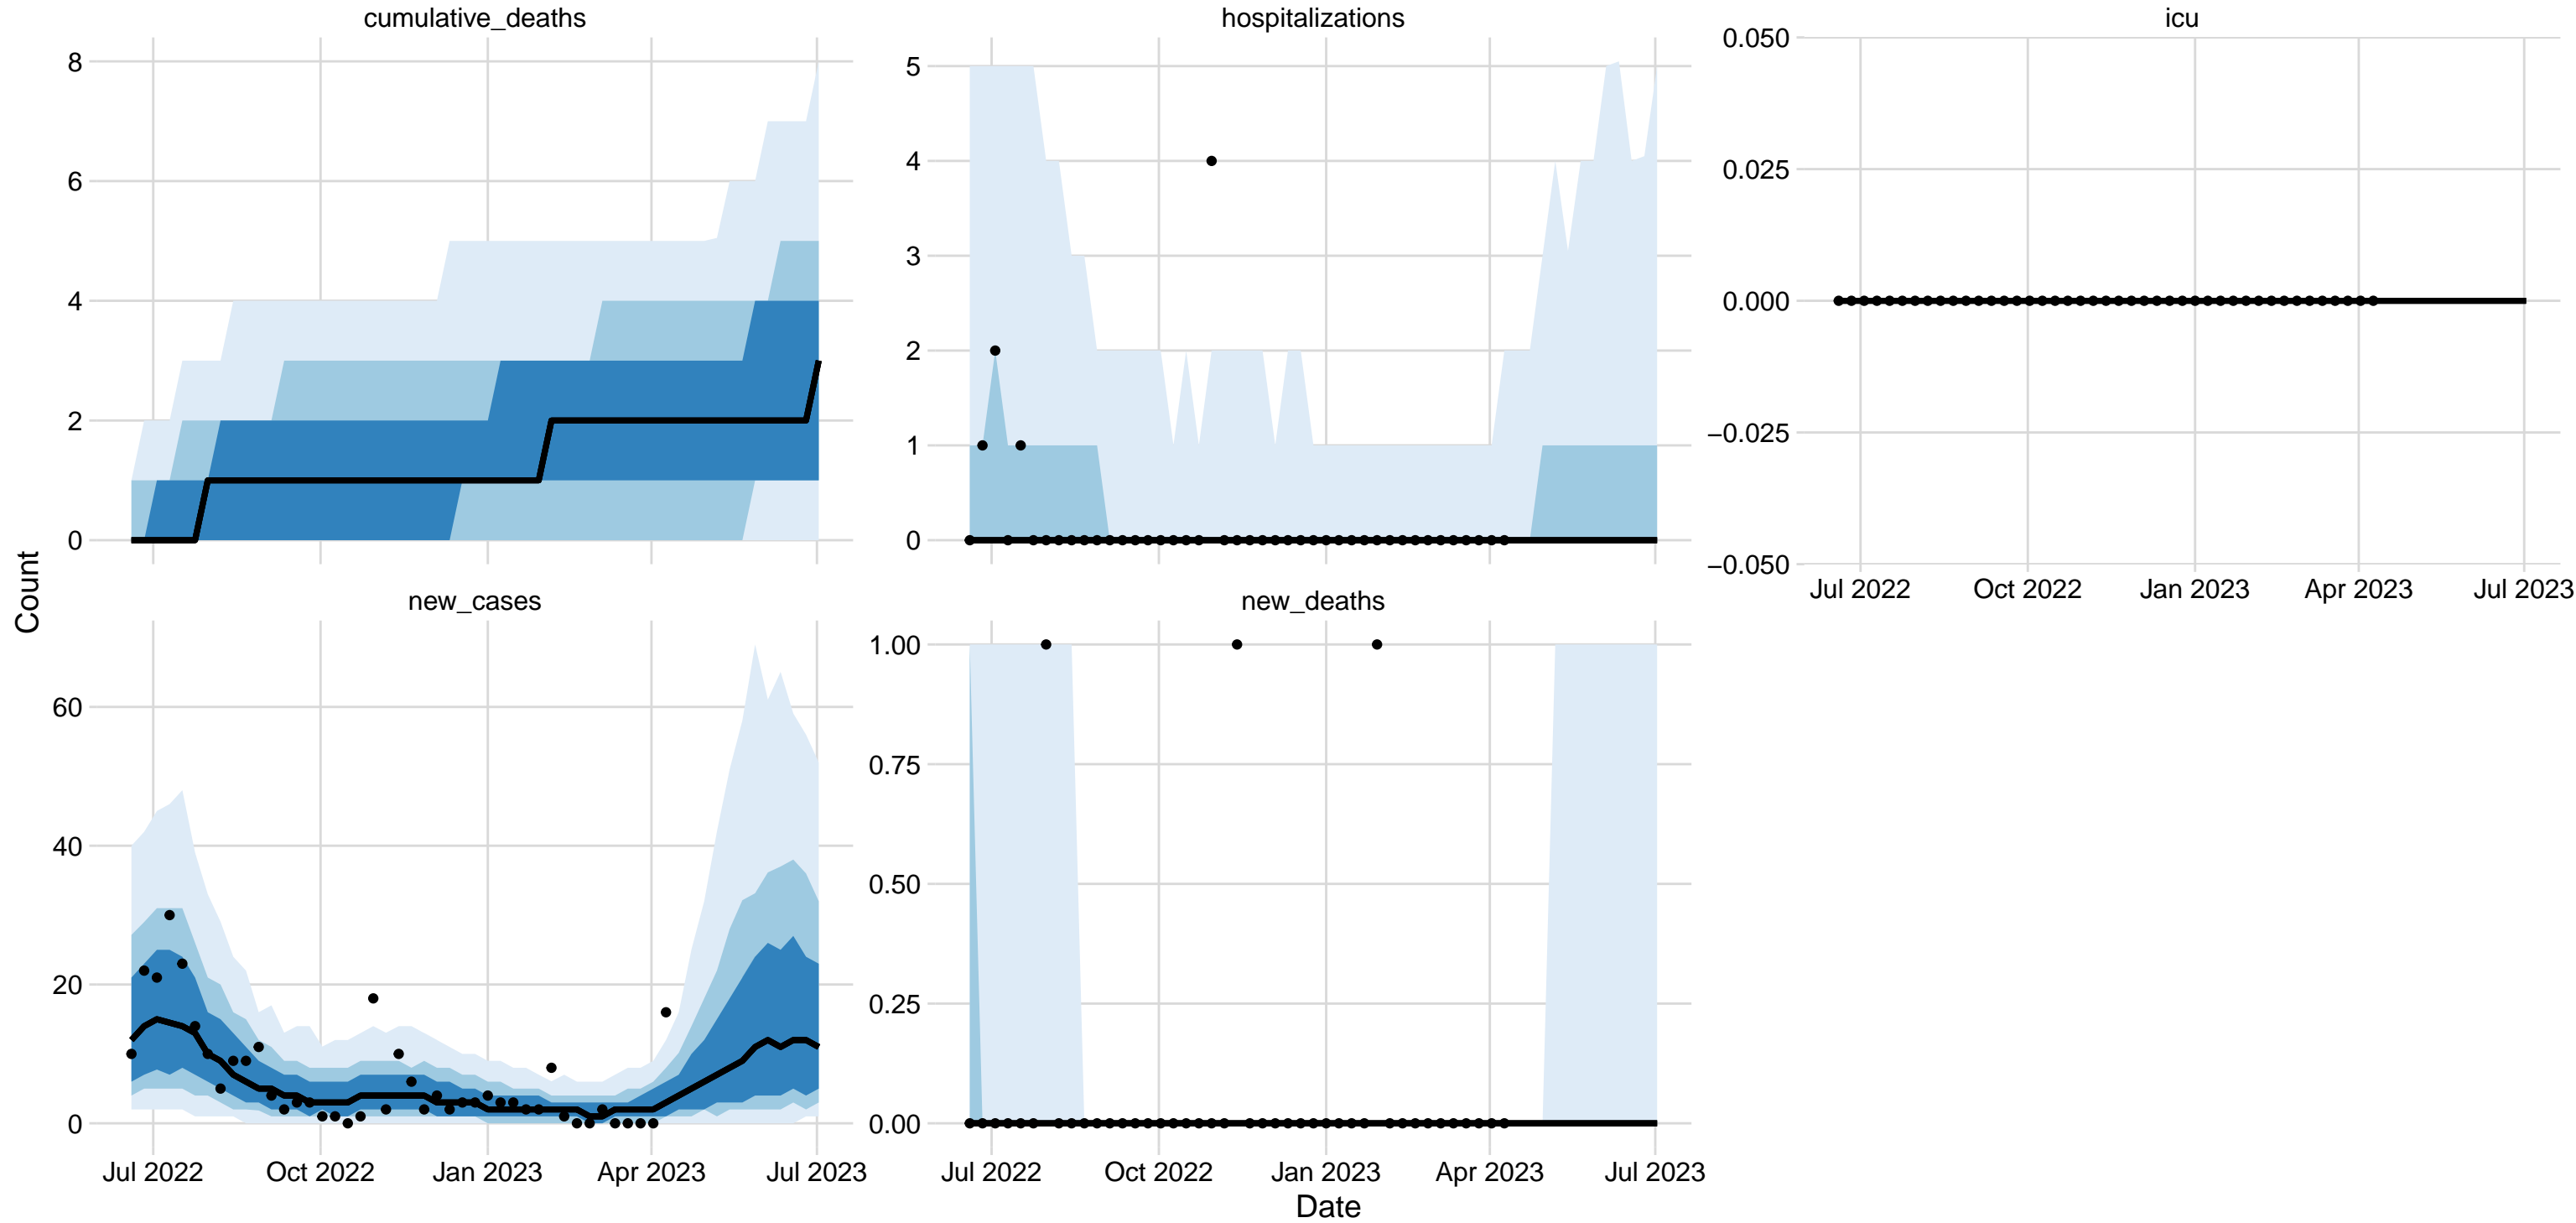 cumulative_deaths
8
6
4
2
0
hospitalizations
5
4
3
2
1
0
icu
0.050
0.025
0.000
−0.025
−0.050
Jul 2022 Oct 2022 Jan 2023 Apr 2023 Jul 2023
Count
new_cases
60
40
20
0
Jul 2022 Oct 2022 Jan 2023 Apr 2023 Jul 2023
new_deaths
1.00
0.75
0.50
0.25
0.00
Jul 2022 Oct 2022 Jan 2023 Apr 2023 Jul 2023
Date